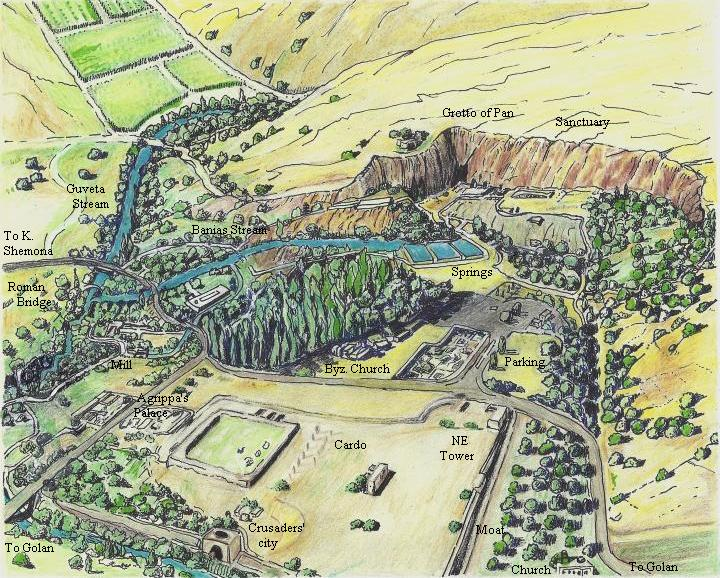 Grotto of Pan
Sanctuary
Guveta
Stream
Banias Stream
To K.
Shemona
Springs
Roman
Bridge
Mill
Byz. Church
Parking
Agrippa's
Palace
Cardo
NE
Tower
Crusaders'
city
Moat
To Golan
Church
To Golan